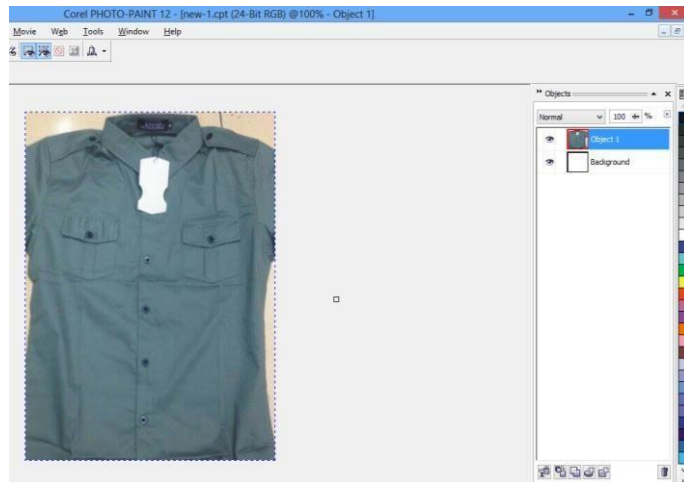 Corel PHOTO-PAINT 12 - [new-1.cpt (24-Bit RGB) @100% - Object 1]
Movie Web Tools Window Help
Objects
Normal 100 %
Object 1
Background